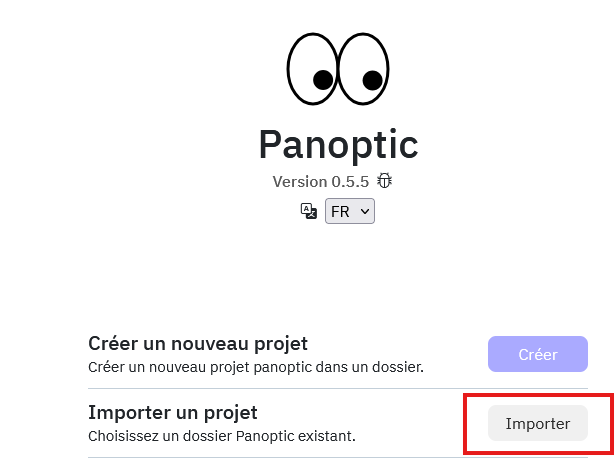 Panoptic
Version 0.5.5
FR
Créer un nouveau projet
Créer un nouveau projet panoptic dans un dossier.
Créer
Importer un projet
Choisissez un dossier Panoptic existant.
Importer